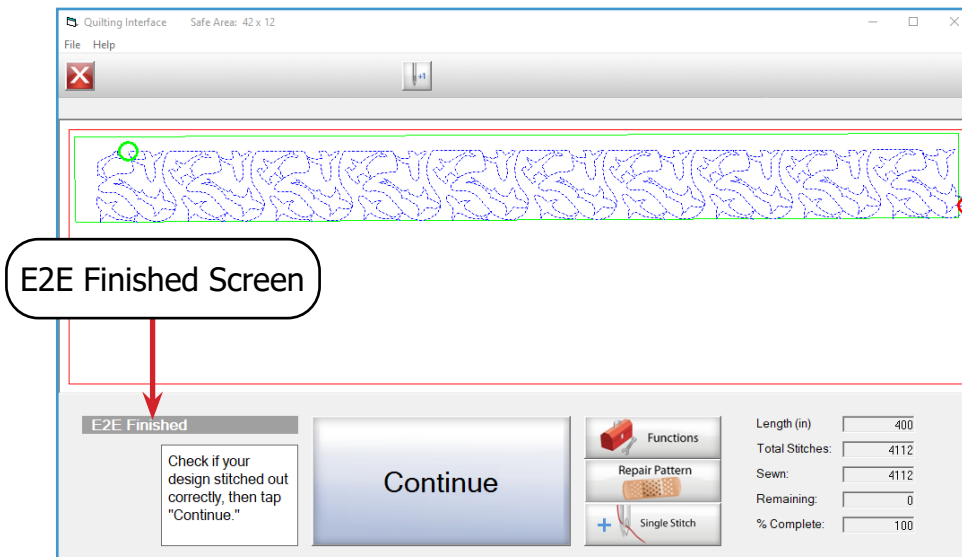 Quilting Interface Safe Area: 42 x 12
File Help
+1
E2E Finished Screen
E2E Finished
Check if your
design stitched out
correctly, then tap
"Continue."
Continue
Functions
Repair Pattern
Single Stitch
Length (in) 400
Total Stitches: 4112
Sewn: 4112
Remaining: 0
% Complete: 100